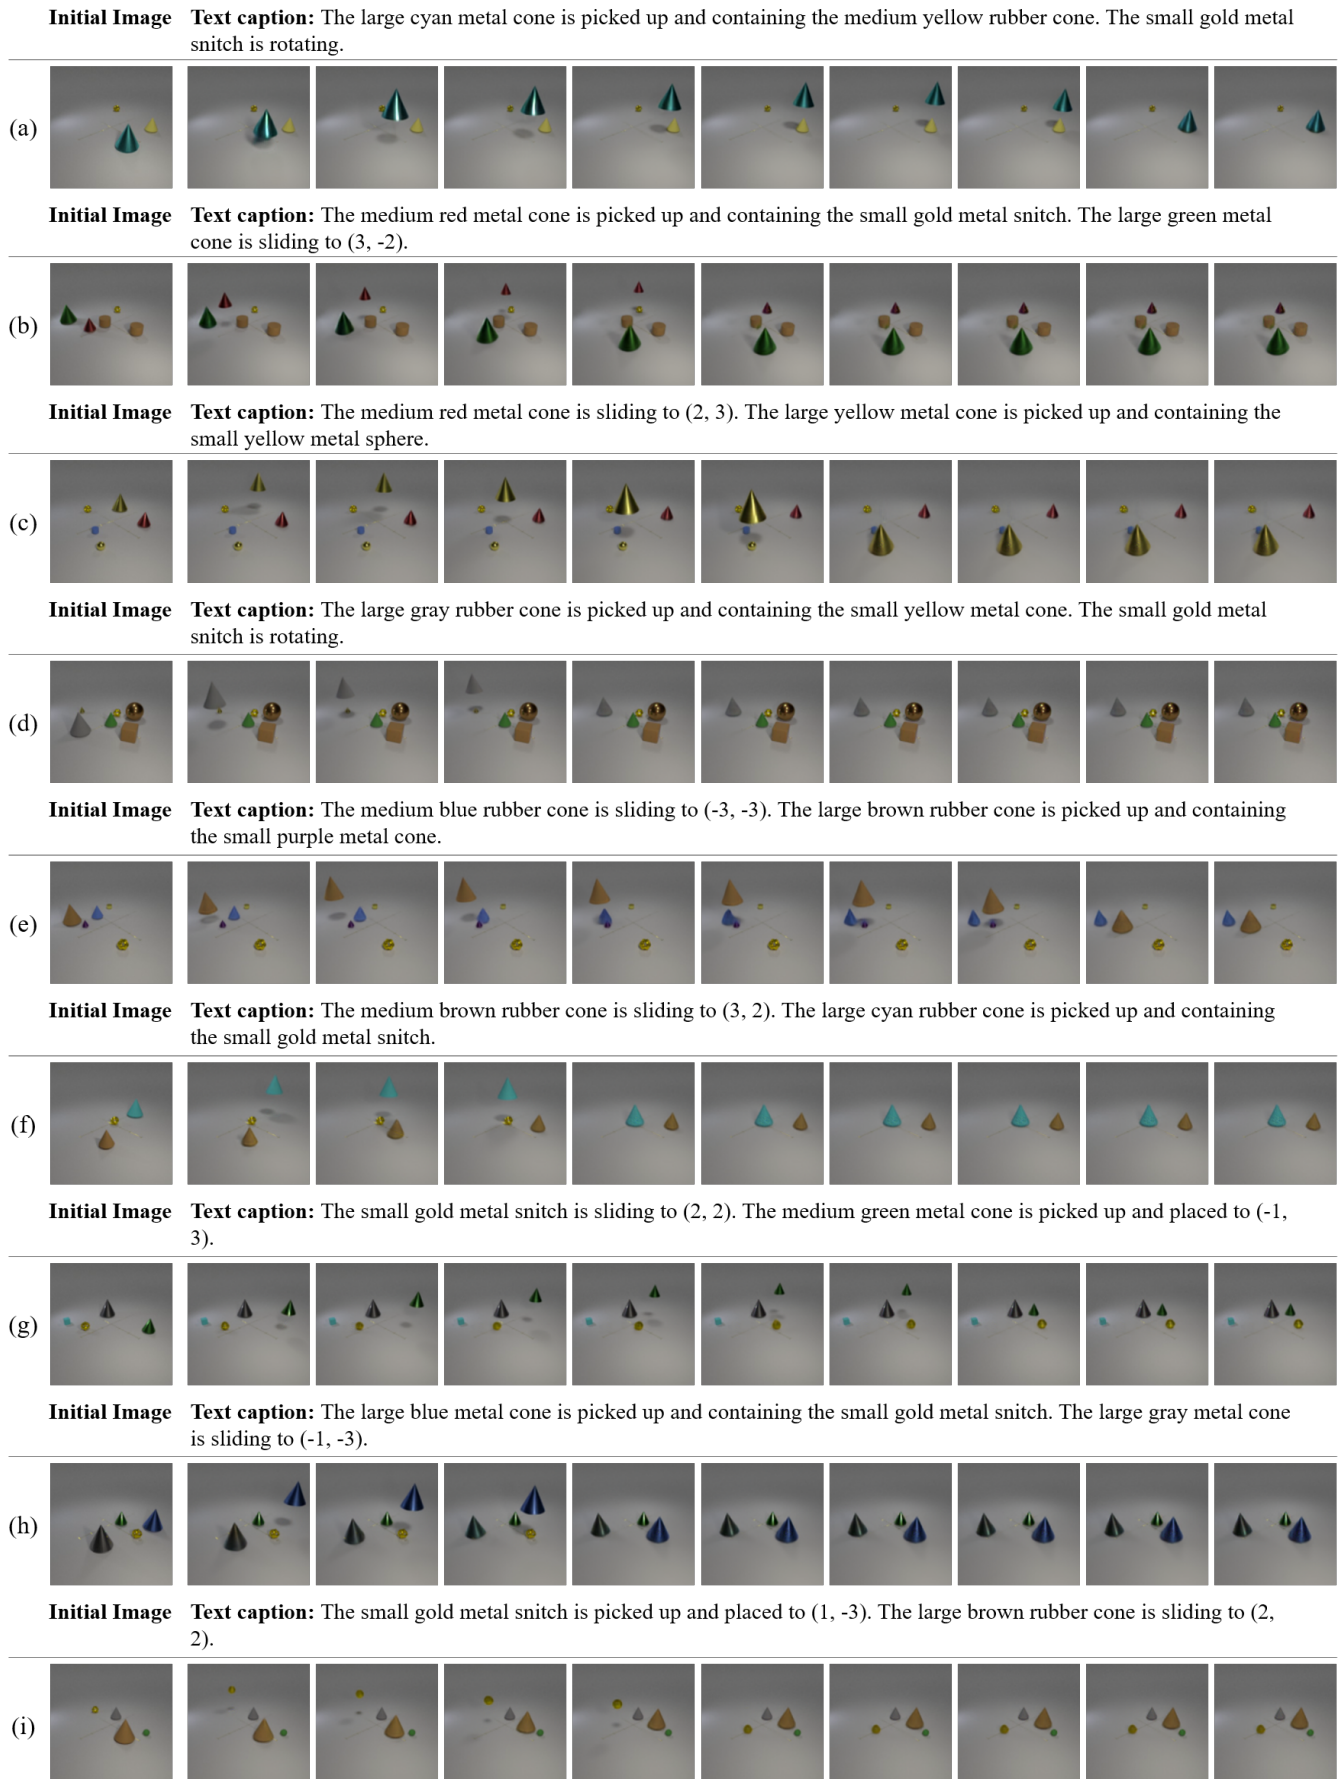 Initial Image Text caption: The large cyan metal cone is picked up and containing the medium yellow rubber cone. The small gold metal
snitch is rotating.
(a)
Initial Image Text caption: The medium red metal cone is picked up and containing the small gold metal snitch. The large green metal
cone is sliding to (3, -2).
(b)
Initial Image Text caption: The medium red metal cone is sliding to (2, 3). The large yellow metal cone is picked up and containing the
small yellow metal sphere.
(c)
Initial Image Text caption: The large gray rubber cone is picked up and containing the small yellow metal cone. The small gold metal
snitch is rotating.
(d)
Initial Image Text caption: The medium blue rubber cone is sliding to (-3, -3). The large brown rubber cone is picked up and containing
the small purple metal cone.
(e)
Initial Image Text caption: The medium brown rubber cone is sliding to (3, 2). The large cyan rubber cone is picked up and containing
the small gold metal snitch.
(f)
Initial Image Text caption: The small gold metal snitch is sliding to (2, 2). The medium green metal cone is picked up and placed to (-1,
3).
(g)
Initial Image Text caption: The large blue metal cone is picked up and containing the small gold metal snitch. The large gray metal cone
is sliding to (-1, -3).
(h)
Initial Image Text caption: The small gold metal snitch is picked up and placed to (1, -3). The large brown rubber cone is sliding to (2,
2).
(i)